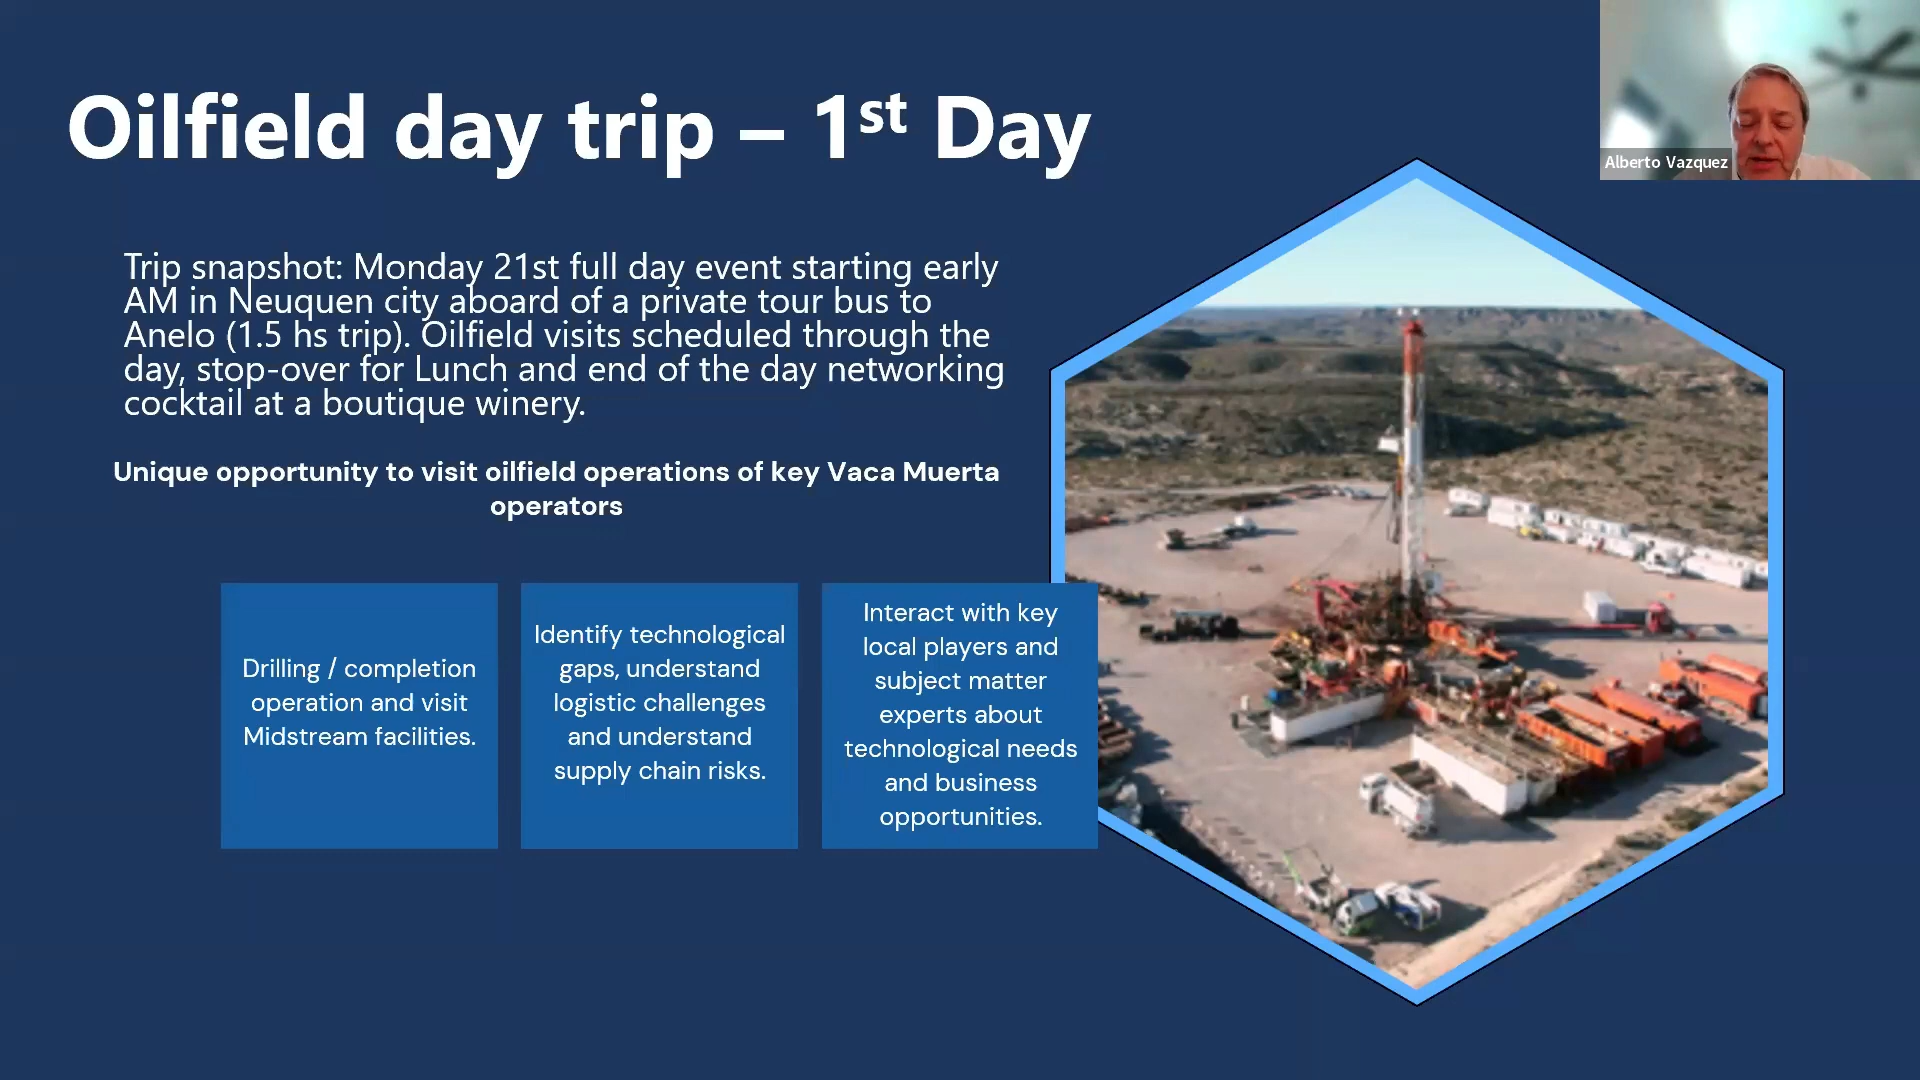 Oilfield day trip – 1st Day
Alberto Vazquez
Trip snapshot: Monday 21st full day event starting early
AM in Neuquen city aboard of a private tour bus to
Anelo (1.5 hs trip). Oilfield visits scheduled through the
day, stop-over for Lunch and end of the day networking
cocktail at a boutique winery.
Unique opportunity to visit oilfield operations of key Vaca Muerta
operators
Drilling / completion
operation and visit
Midstream facilities.
Identify technological
gaps, understand
logistic challenges
and understand
supply chain risks.
Interact with key
local players and
subject matter
experts about
technological needs
and business
opportunities.